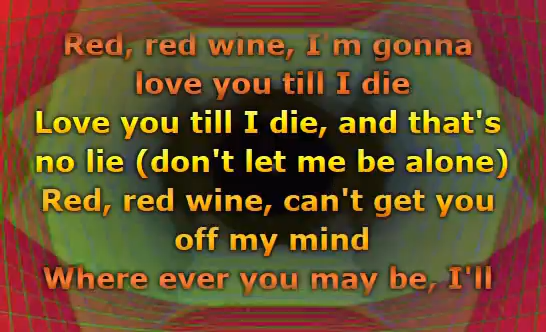 Red, red wine, I'm gonna
love you till I die
Love you till I die, and that's
no lie (don't let me be alone)
Red, red wine, can't get you
off my mind
Where ever you may be, I'll